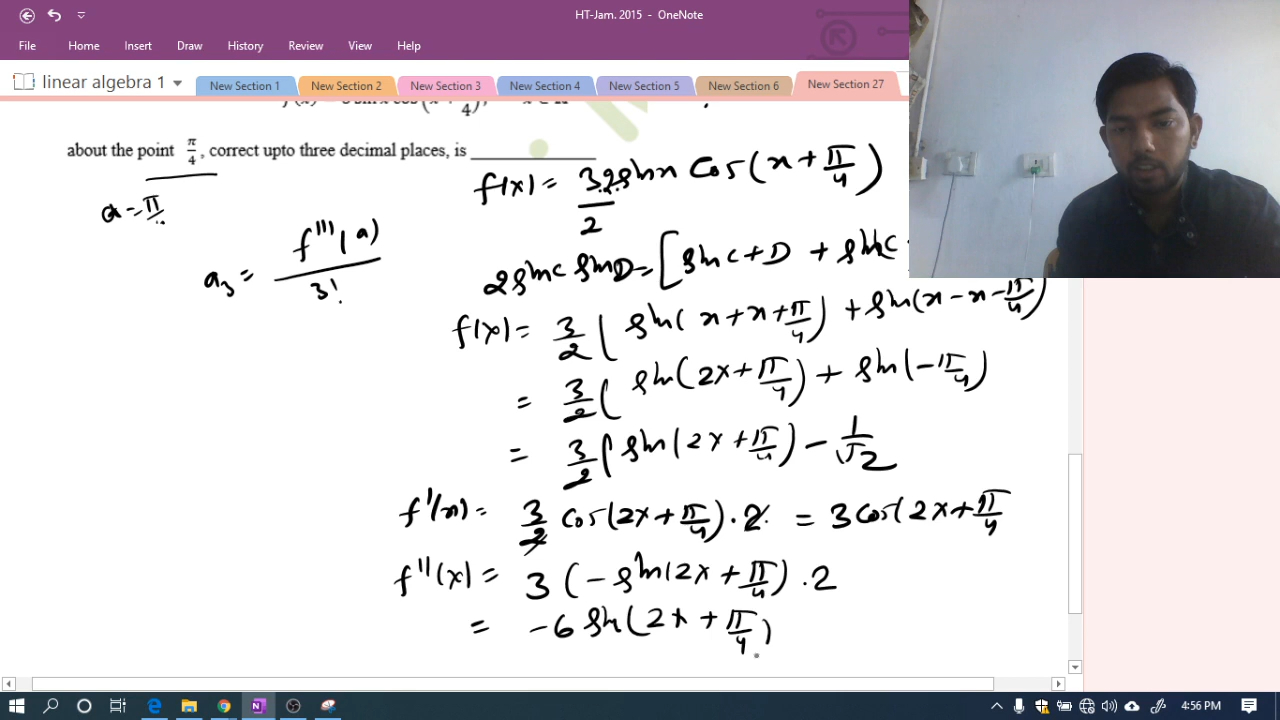 HT-Jam. 2015 - OneNote
File Home Insert Draw History Review View Help
linear algebra 1 New Section 1 New Section 2 New Section 3 New Section 4 New Section 5 New Section 6 New Section 27
about the point π/4, correct upto three decimal places, is ____________
a = π/4
a₃ = f'''(a)/3!
f(x) = 3·2 sin x cos(x + π/4)/2
2 sin C sin D = [sin C + D + sin C
f(x) = 3/2 ( sin( x + x + π/4) + sin(x - x - π/4)
= 3/2 ( sin(2x + π/4) + sin(-π/4)
= 3/2 ( sin(2x + π/4) - 1/√2
f'(x) = 3/2 cos(2x + π/4) · 2 = 3 cos(2x + π/4
f''(x) = 3 (- sin(2x + π/4) · 2
= -6 sin(2x + π/4)
4:56 PM